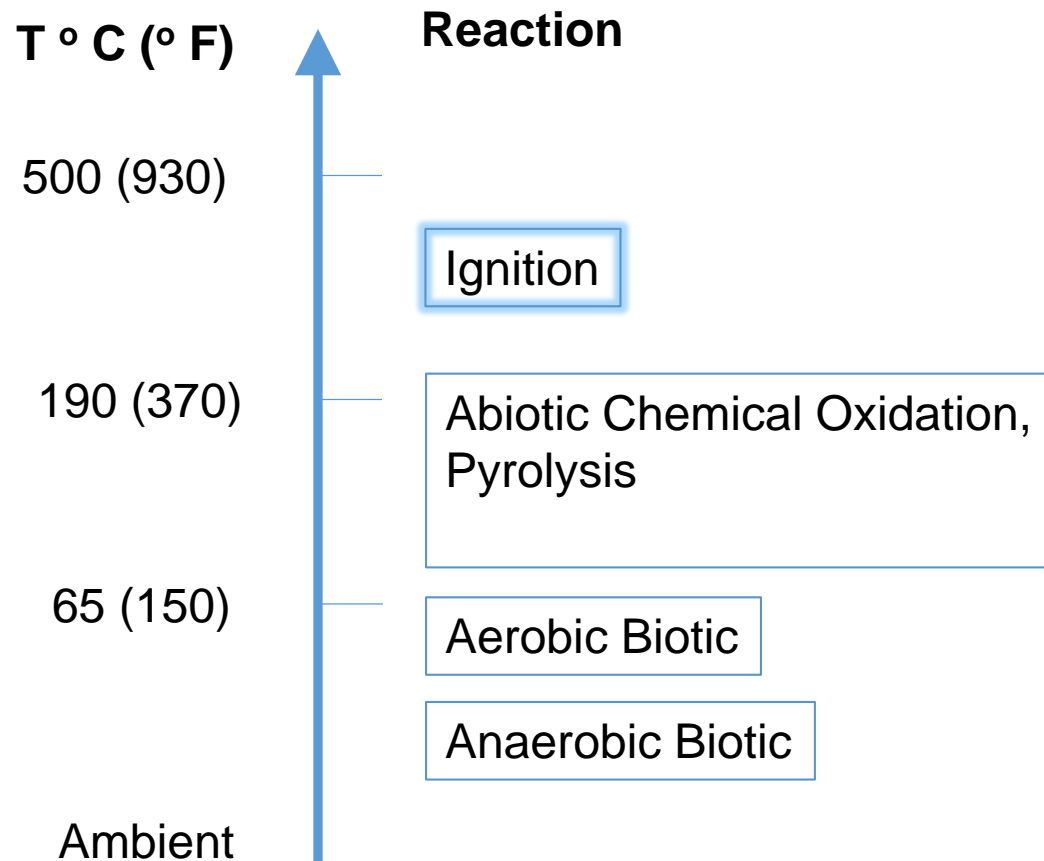 T º C (º F)
Reaction
500 (930)
Ignition
190 (370)
Abiotic Chemical Oxidation,
Pyrolysis
65 (150)
Aerobic Biotic
Anaerobic Biotic
Ambient